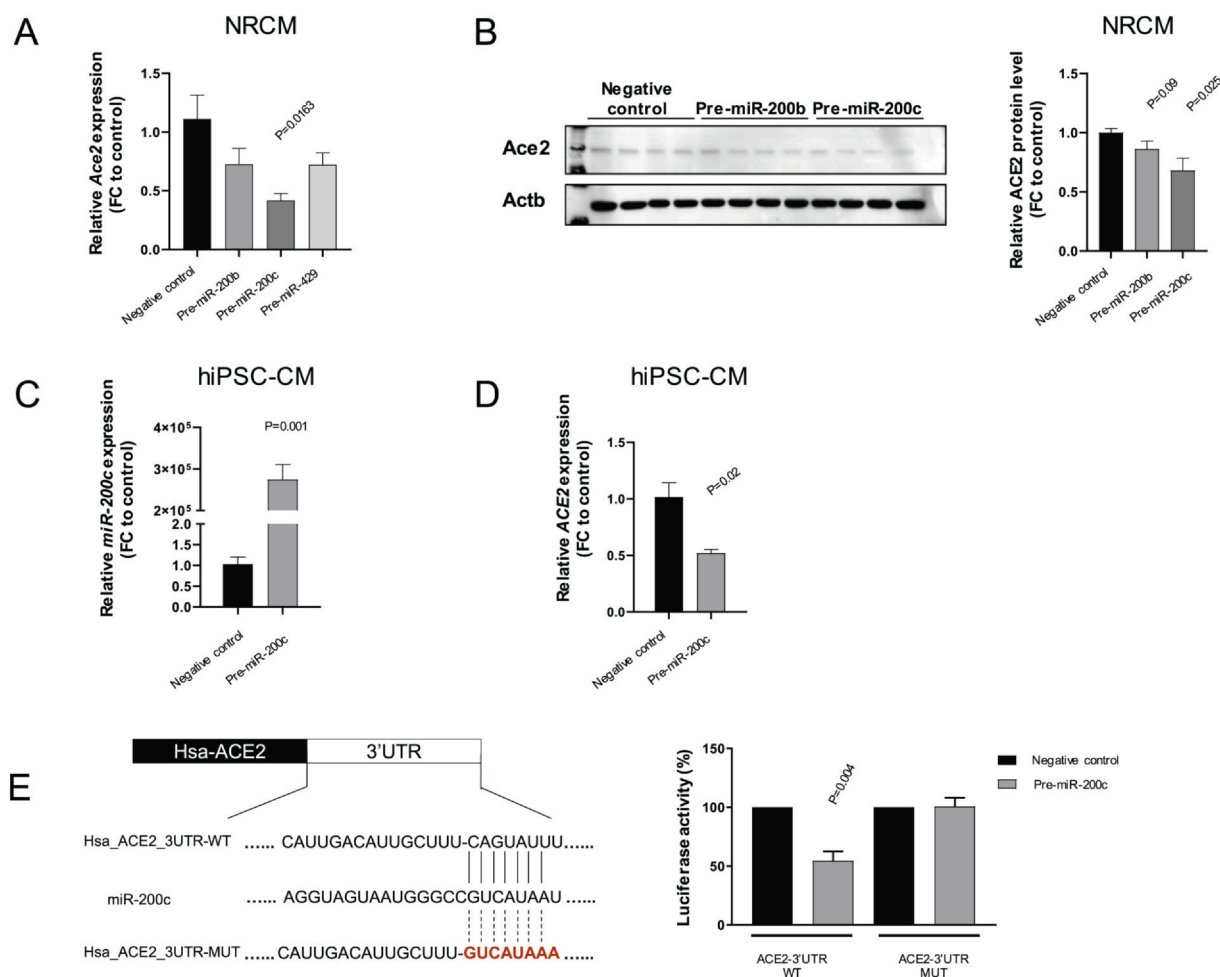 A
NRCM
Relative Ace2 expression
(FC to control)
1.5
1.0
0.5
0.0
P=0.0163
Negative control
Pre-miR-200b
Pre-miR-200c
Pre-miR-429
B
Negative
control
Pre-miR-200b
Pre-miR-200c
Ace2
Actb
NRCM
Relative ACE2 protein level
(FC to control)
1.5
1.0
0.5
0.0
P=0.09
P=0.025
Negative control
Pre-miR-200b
Pre-miR-200c
C
hiPSC-CM
Relative miR-200c expression
(FC to control)
4×10⁵
3×10⁵
2×10⁵
2.0
1.5
1.0
0.5
0.0
P=0.001
Negative control
Pre-miR-200c
D
hiPSC-CM
Relative ACE2 expression
(FC to control)
1.5
1.0
0.5
0.0
P=0.02
Negative control
Pre-miR-200c
E
Hsa-ACE2 3'UTR
Hsa_ACE2_3UTR-WT ...... CAUUGACAUUGCUUU-CAGUAUUU ......
miR-200c ...... AGGUAGUAAUGGGCCGUCAUAAU ......
Hsa_ACE2_3UTR-MUT ...... CAUUGACAUUGCUUU-GUCAUAAA ......
Luciferase activity (%)
150
100
50
0
P=0.004
Negative control
Pre-miR-200c
ACE2-3'UTR
WT
ACE2-3'UTR
MUT